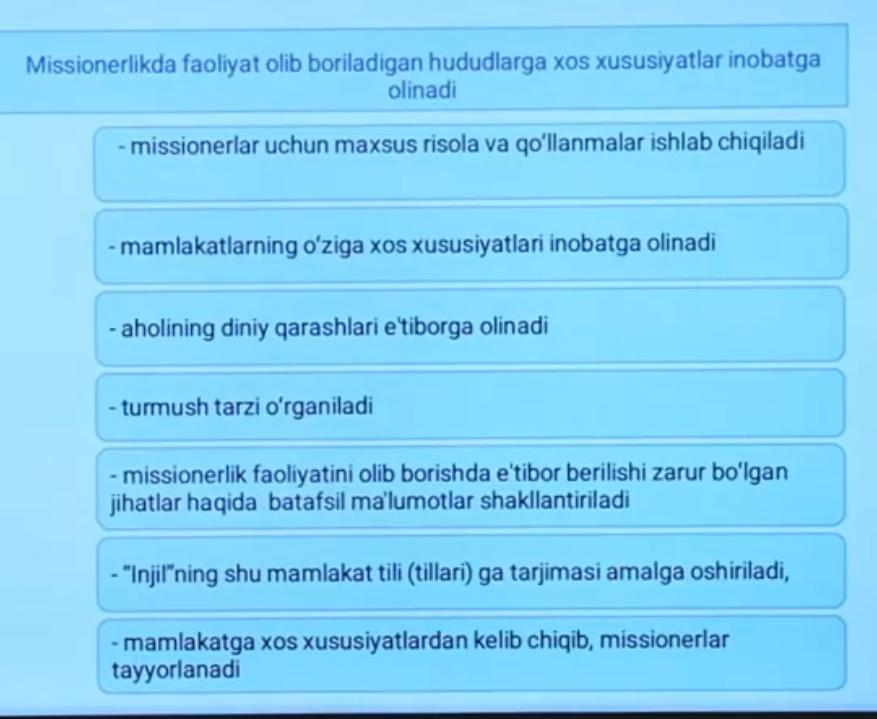 Missionerlikda faoliyat olib boriladigan hududlarga xos xususiyatlar inobatga
olinadi
- missionerlar uchun maxsus risola va qo‘llanmalar ishlab chiqiladi
- mamlakatlarning o‘ziga xos xususiyatlari inobatga olinadi
- aholining diniy qarashlari e'tiborga olinadi
- turmush tarzi o‘rganiladi
- missionerlik faoliyatini olib borishda e'tibor berilishi zarur bo‘lgan
jihatlar haqida batafsil ma'lumotlar shakllantiriladi
- "Injil"ning shu mamlakat tili (tillari) ga tarjimasi amalga oshiriladi,
- mamlakatga xos xususiyatlardan kelib chiqib, missionerlar
tayyorlanadi